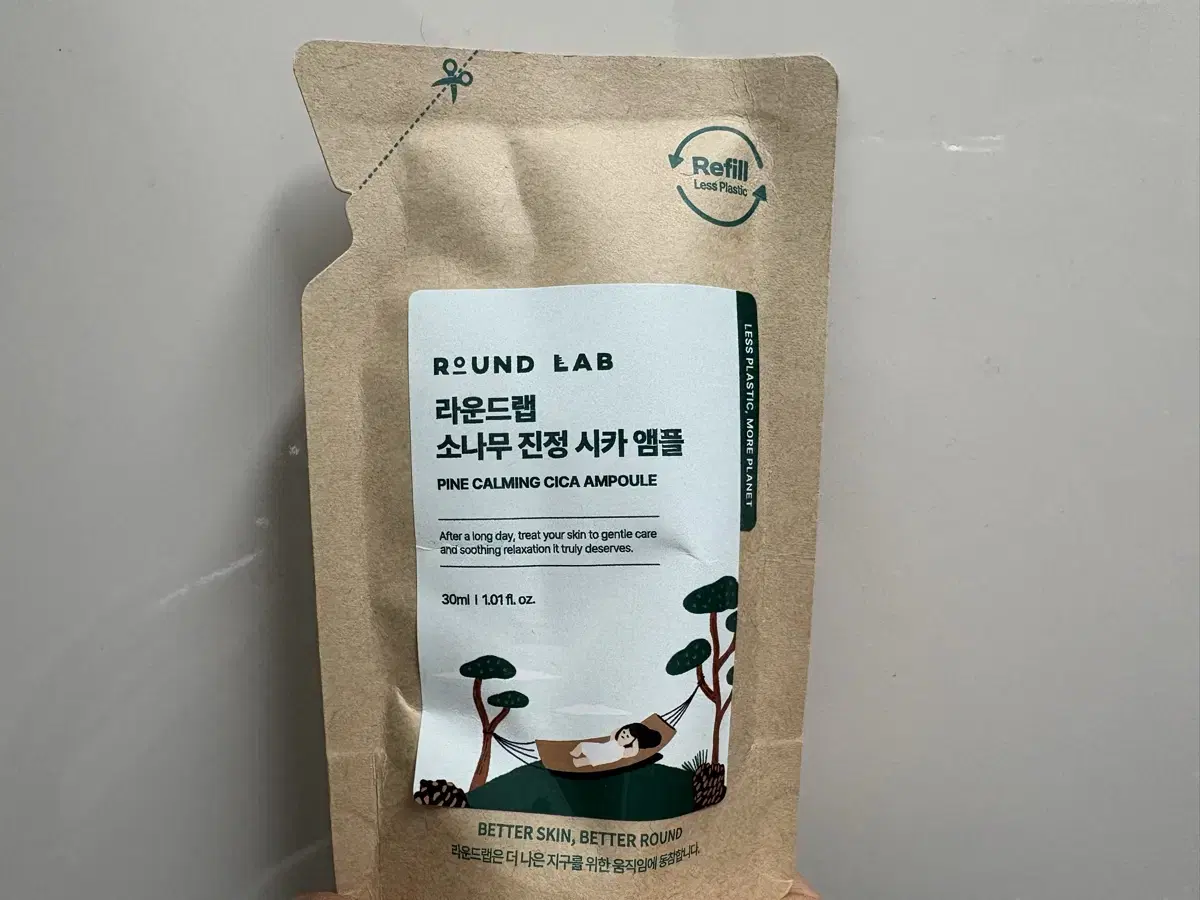 Refill
Less Plastic
ROUND LAB
라운드랩
소나무 진정 시카 앰플
PINE CALMING CICA AMPOULE
After a long day, treat your skin to gentle care
and soothing relaxation it truly deserves.
30ml | 1.01 fl. oz.
LESS PLASTIC, MORE PLANET
BETTER SKIN, BETTER ROUND
라운드랩은 더 나은 지구를 위한 움직임에 동참합니다.